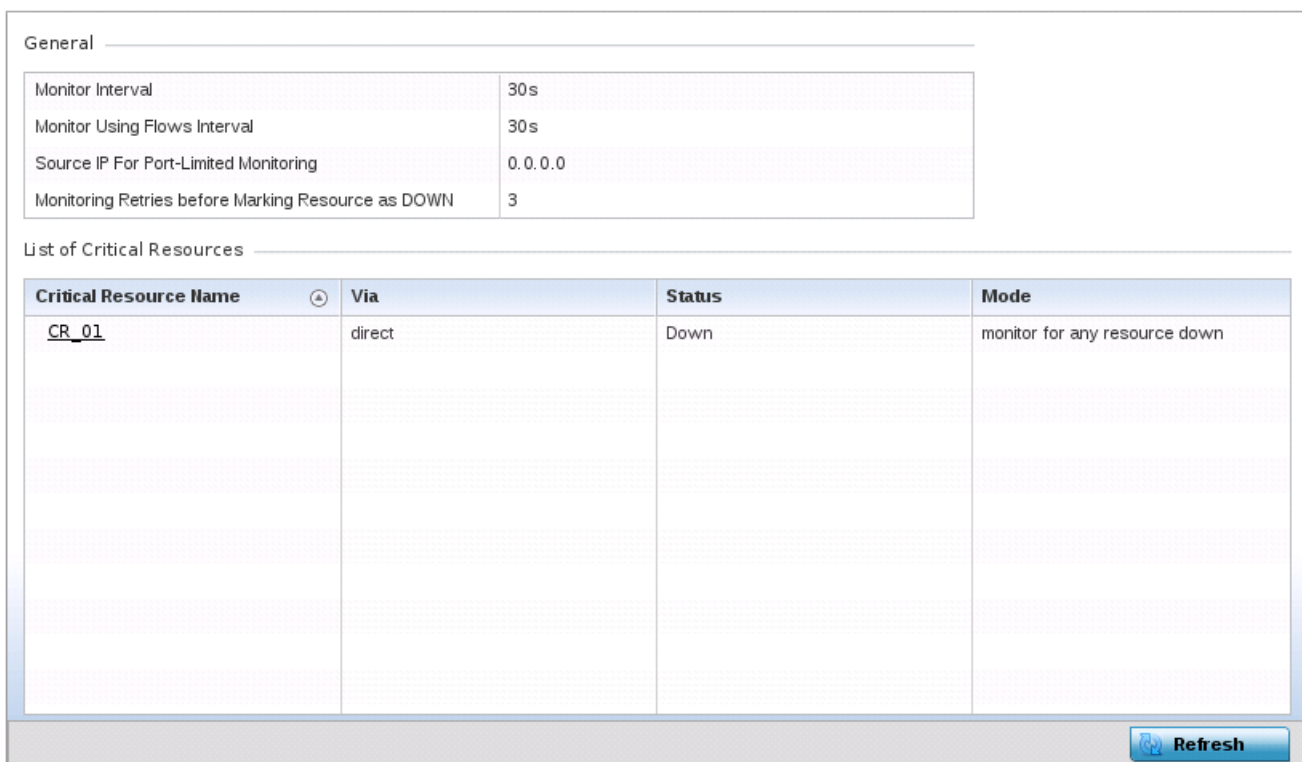 General
Monitor Interval 30s
Monitor Using Flows Interval 30s
Source IP For Port-Limited Monitoring 0.0.0.0
Monitoring Retries before Marking Resource as DOWN 3
List of Critical Resources
Critical Resource Name Via Status Mode
CR_01 direct Down monitor for any resource down
Refresh